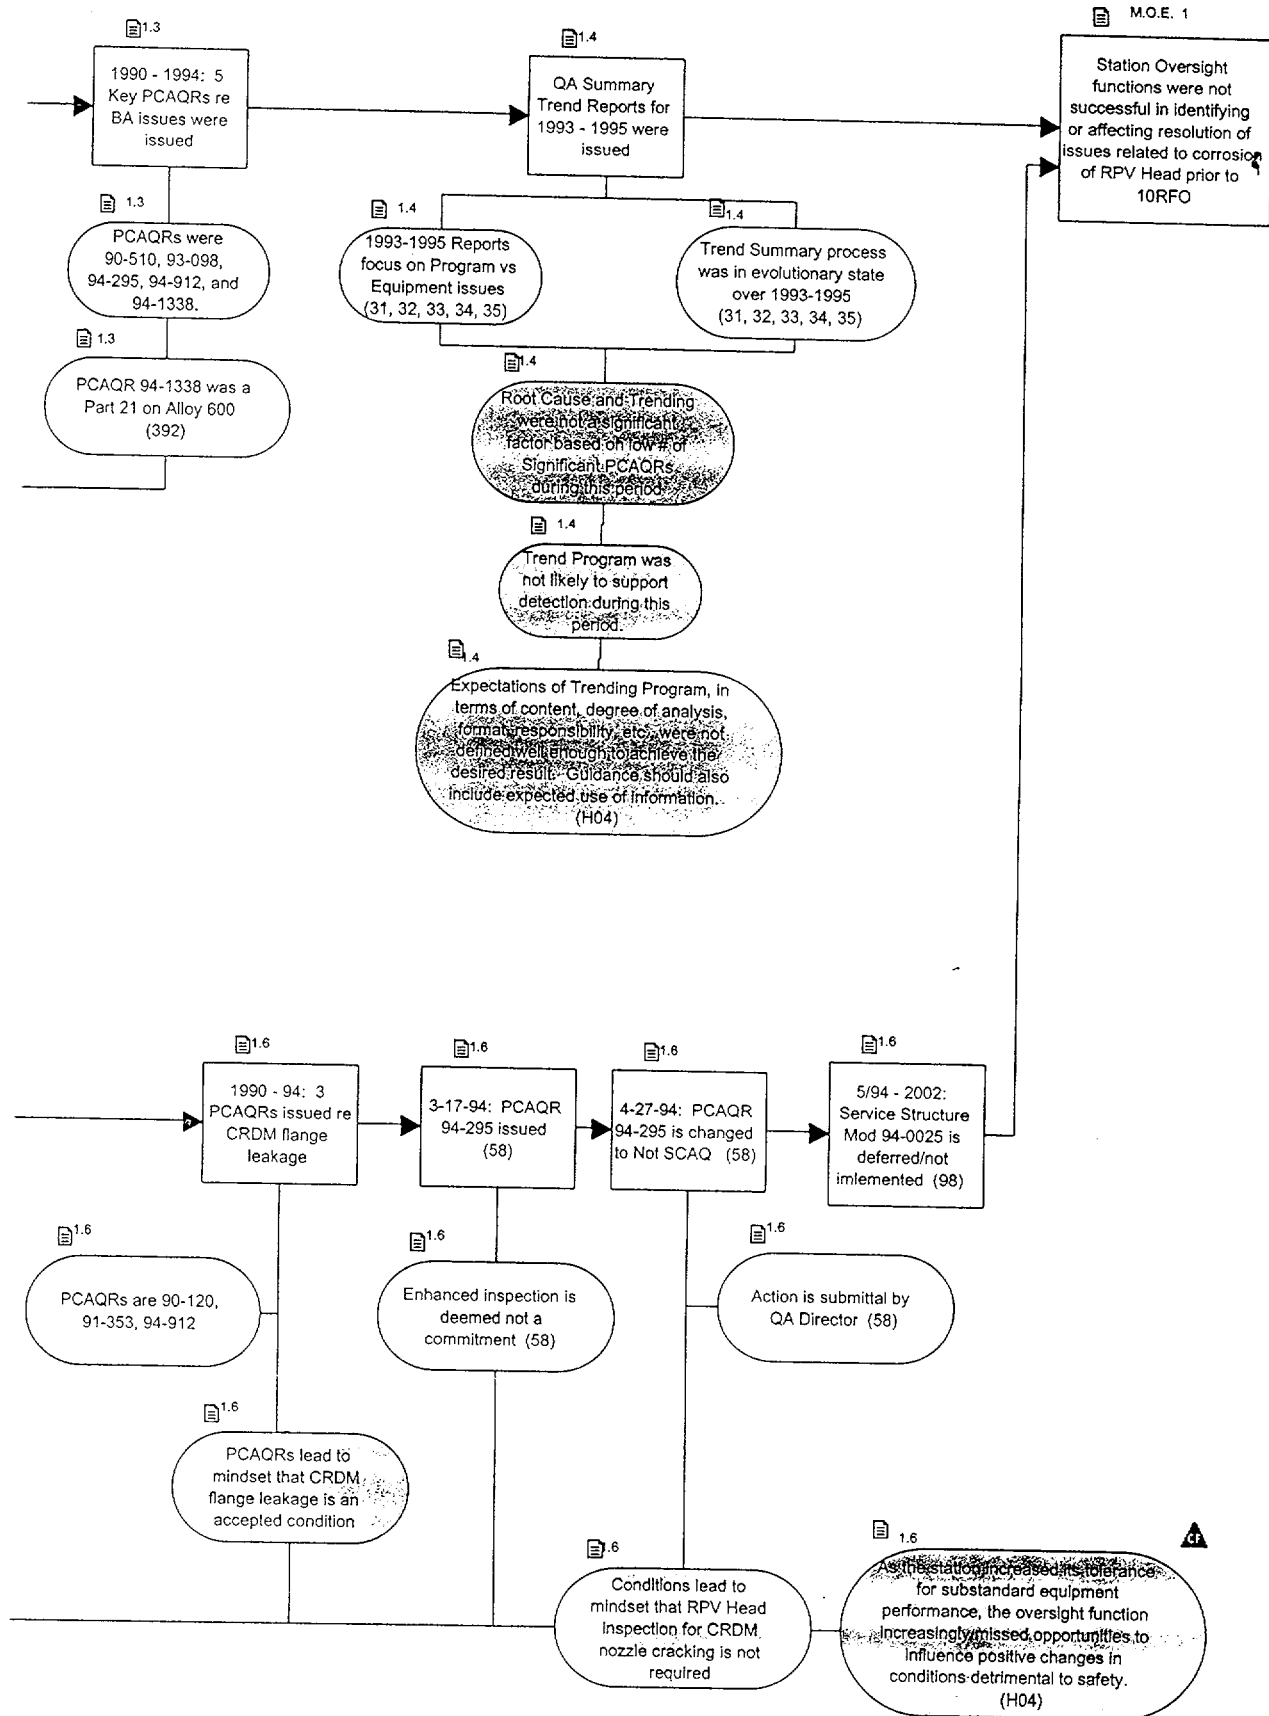 M.O.E. 1
1.3
1990 - 1994: 5
Key PCAQRs re
BA issues were
issued
1.4
QA Summary
Trend Reports for
1993 - 1995 were
issued
Station Oversight
functions were not
successful in identifying
or affecting resolution of
issues related to corrosion
of RPV Head prior to
10RFO
1.3
PCAQRs were
90-510, 93-098,
94-295, 94-912, and
94-1338.
1.4
1993-1995 Reports
focus on Program vs
Equipment issues
(31, 32, 33, 34, 35)
1.4
Trend Summary process
was in evolutionary state
over 1993-1995
(31, 32, 33, 34, 35)
1.3
PCAQR 94-1338 was a
Part 21 on Alloy 600
(392)
1.4
Root Cause and Trending
were not a significant
factor based on low # of
Significant PCAQRs
during this period
1.4
Trend Program was
not likely to support
detection during this
period.
1.4
Expectations of Trending Program, in
terms of content, degree of analysis,
format, responsibility, etc., were not
defined well enough to achieve the
desired result. Guidance should also
include expected use of information.
(H04)
1.6
1990 - 94: 3
PCAQRs issued re
CRDM flange
leakage
1.6
3-17-94: PCAQR
94-295 issued
(58)
1.6
4-27-94: PCAQR
94-295 is changed
to Not SCAQ (58)
1.6
5/94 - 2002:
Service Structure
Mod 94-0025 is
deferred/not
imlemented (98)
1.6
PCAQRs are 90-120,
91-353, 94-912
1.6
Enhanced inspection is
deemed not a
commitment (58)
1.6
Action is submittal by
QA Director (58)
1.6
PCAQRs lead to
mindset that CRDM
flange leakage is an
accepted condition
1.6
Conditions lead to
mindset that RPV Head
Inspection for CRDM
nozzle cracking is not
required
1.6
CF
As the station increased its tolerance
for substandard equipment
performance, the oversight function
increasingly missed opportunities to
influence positive changes in
conditions detrimental to safety.
(H04)